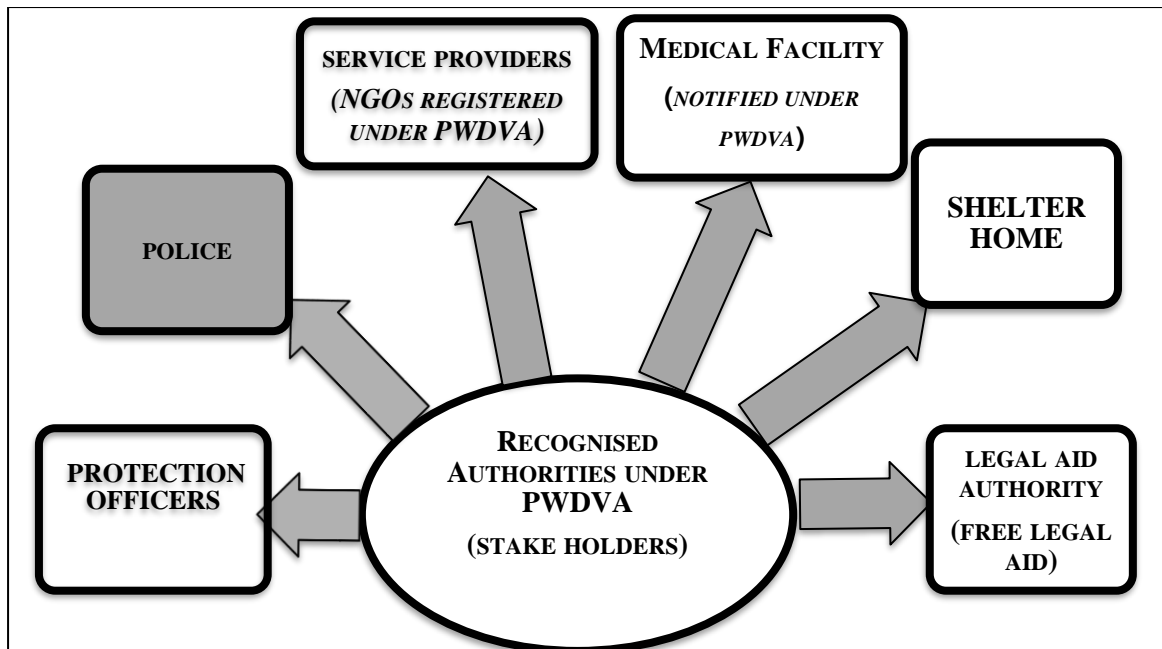 SERVICE PROVIDERS
(NGOS REGISTERED
UNDER PWDVA)
MEDICAL FACILITY
(NOTIFIED UNDER
PWDVA)
POLICE
SHELTER
HOME
PROTECTION
OFFICERS
RECOGNISED
AUTHORITIES UNDER
PWDVA
(STAKE HOLDERS)
LEGAL AID
AUTHORITY
(FREE LEGAL
AID)